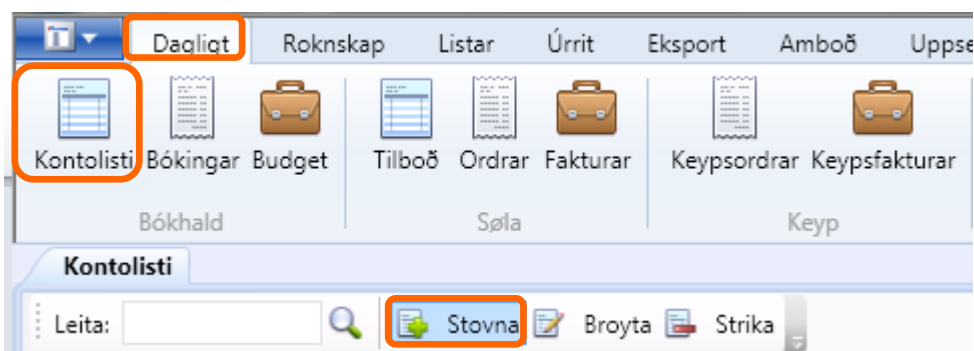 Dagligt Roknskap Listar Úrrit Eksport Amboð Uppse
Kontolisti Bókingar Budget Tilboð Ordrar Fakturar Keypsordrar Keypsfakturar
Bókhald Søla Keyp
Kontolisti
Leita: Stovna Broyta Strika